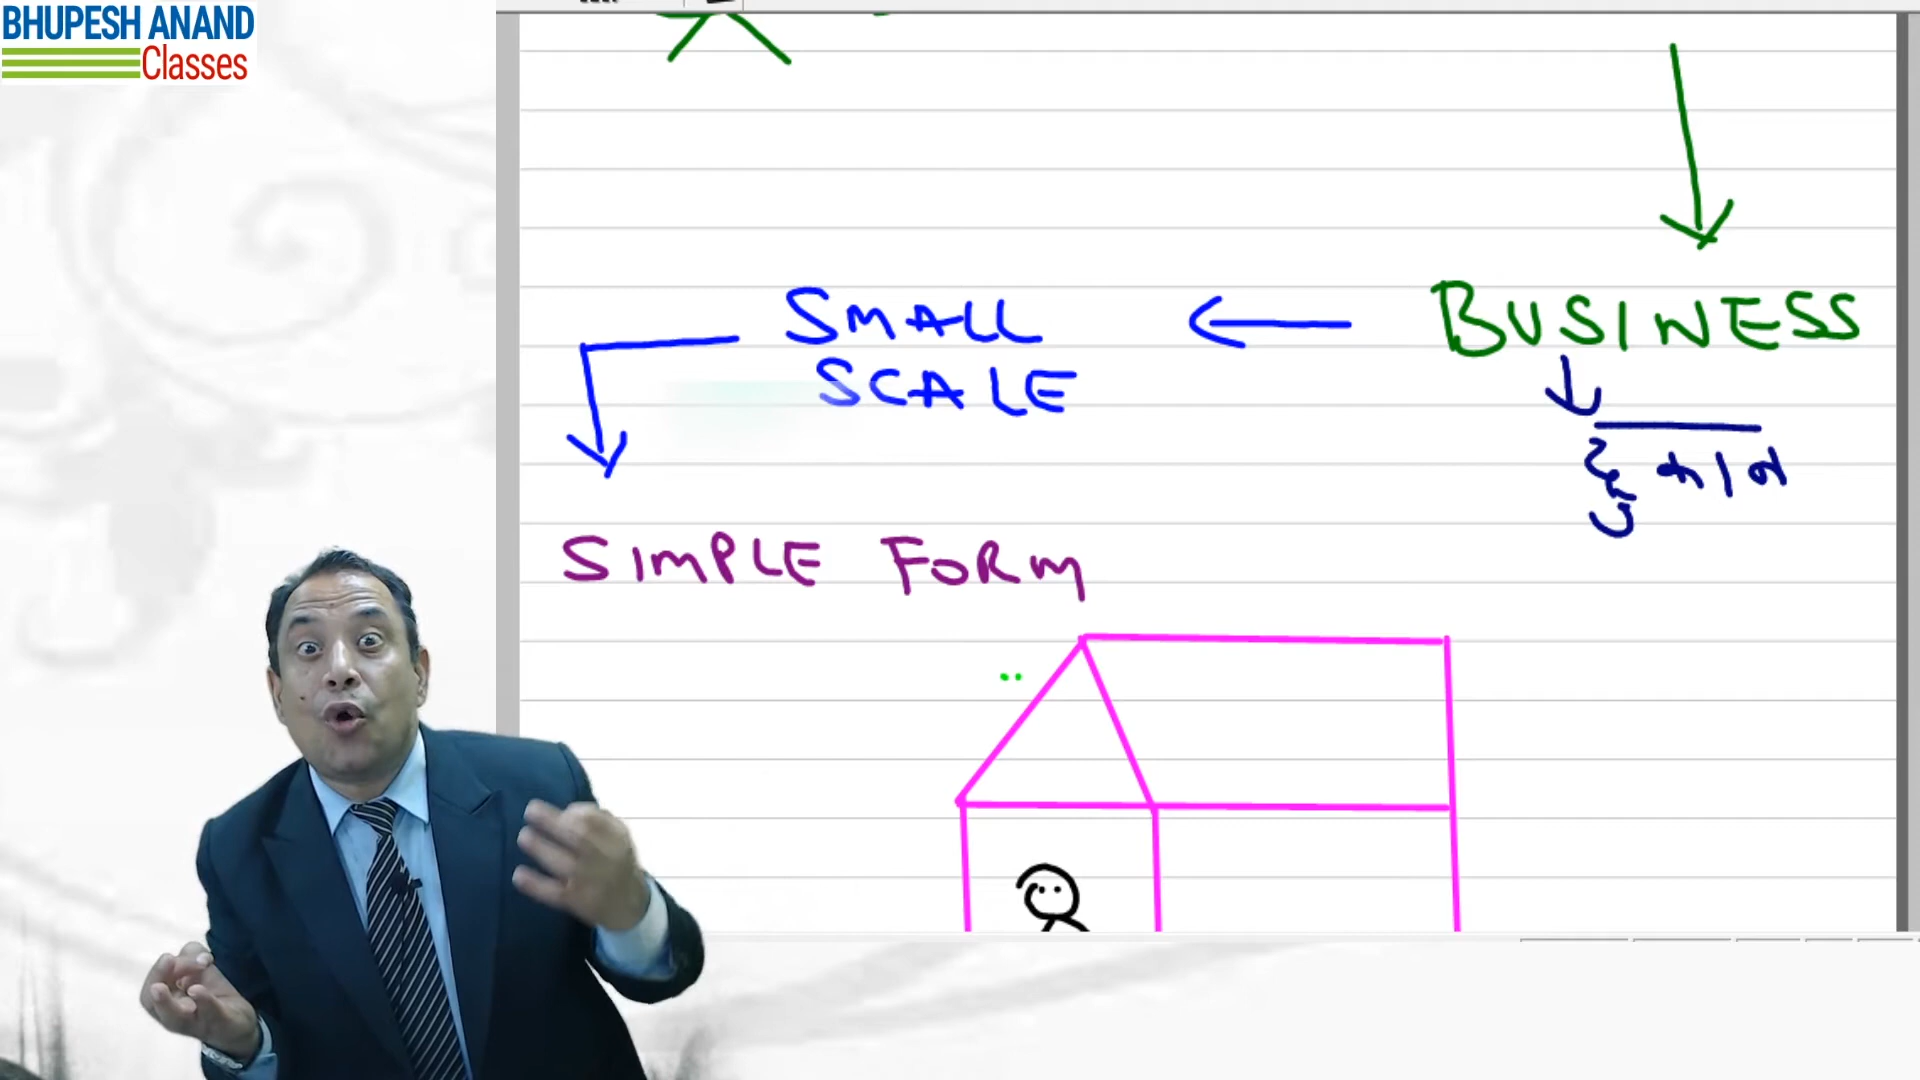 BHUPESH ANAND
Classes
BUSINESS
SMALL
SCALE
SIMPLE FORM